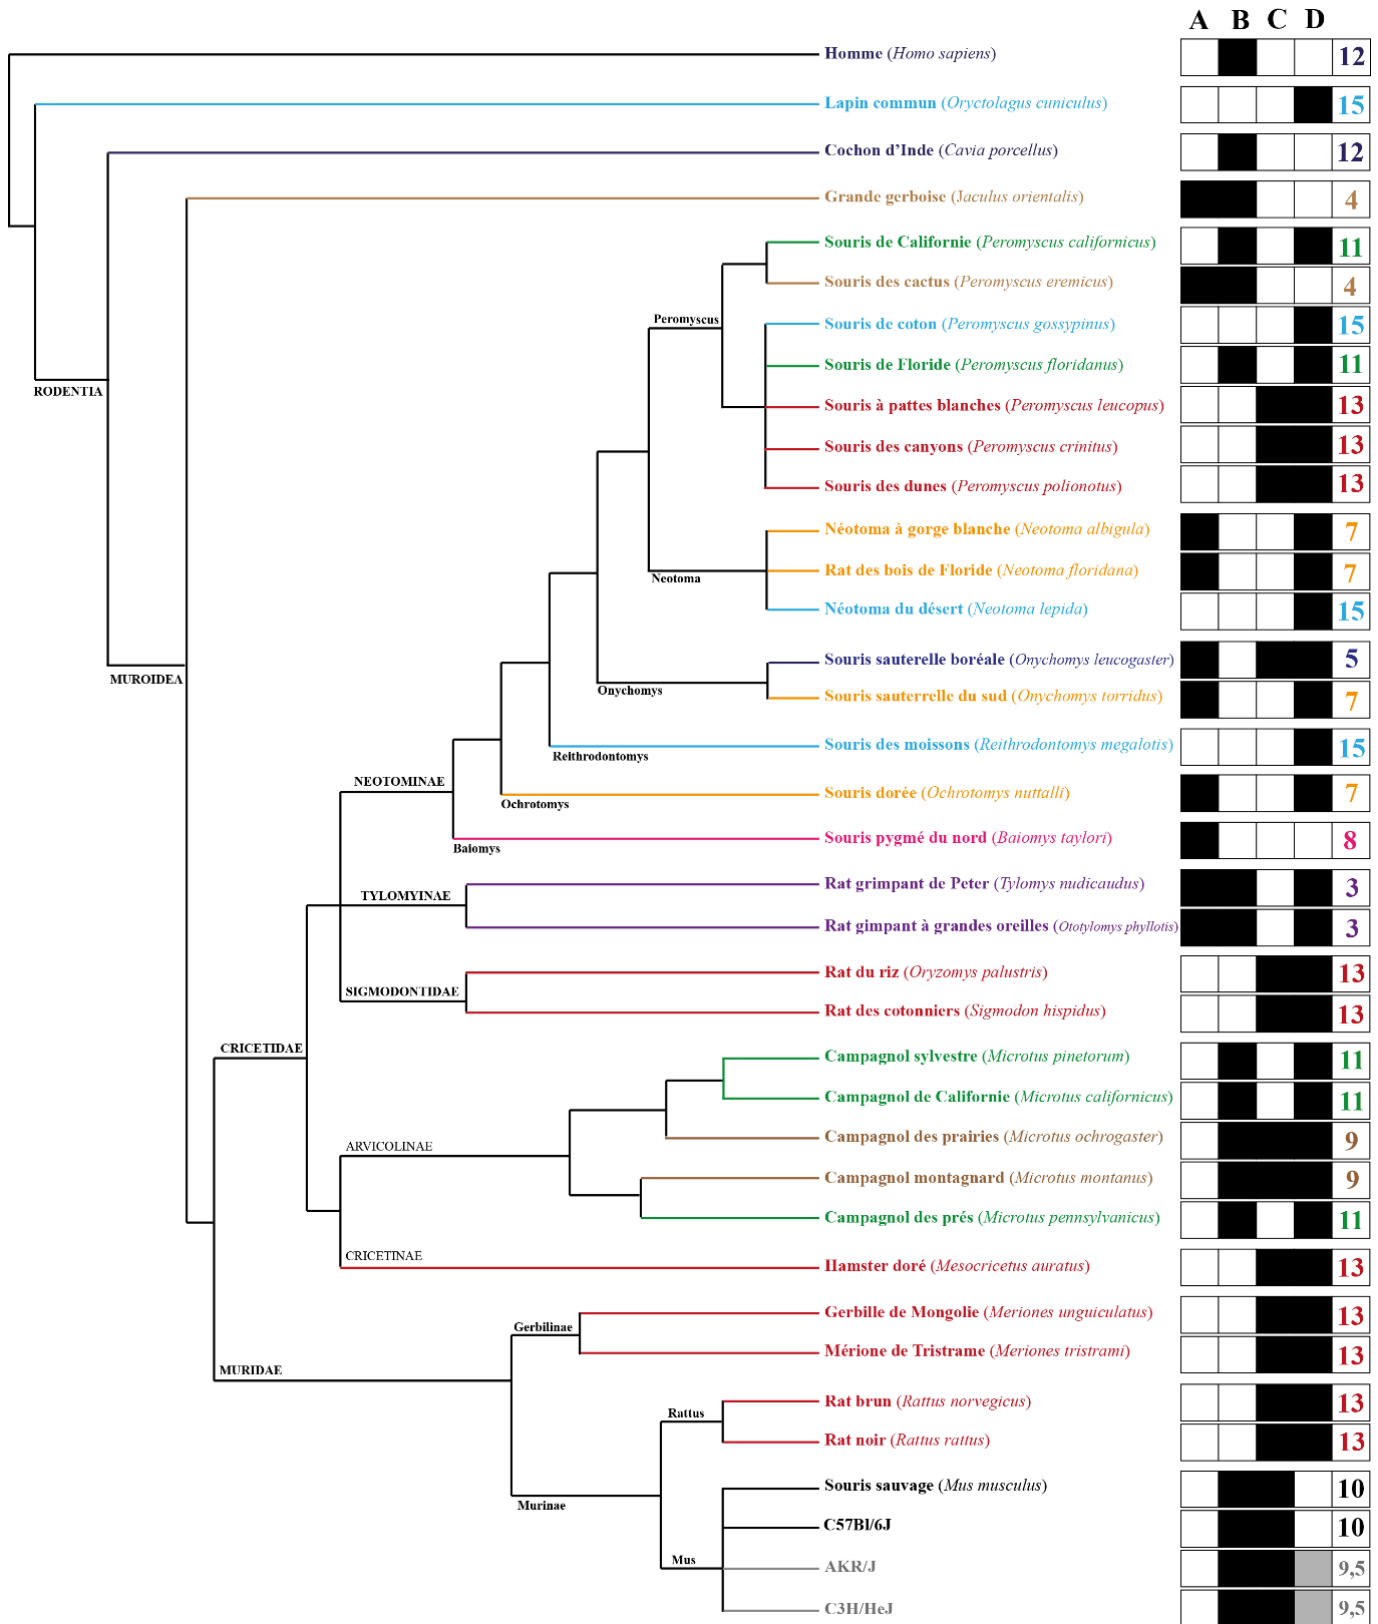 A B C D
Homme (Homo sapiens) 12
Lapin commun (Oryctolagus cuniculus) 15
Cochon d’Inde (Cavia porcellus) 12
Grande gerboise (Jaculus orientalis) 4
Souris de Californie (Peromyscus californicus) 11
Souris des cactus (Peromyscus eremicus) 4
Peromyscus
Souris de coton (Peromyscus gossypinus) 15
Souris de Floride (Peromyscus floridanus) 11
RODENTIA
Souris à pattes blanches (Peromyscus leucopus) 13
Souris des canyons (Peromyscus crinitus) 13
Souris des dunes (Peromyscus polionotus) 13
Néotoma à gorge blanche (Neotoma albigula) 7
Neotoma
Rat des bois de Floride (Neotoma floridana) 7
Néotoma du désert (Neotoma lepida) 15
Souris sauterelle boréale (Onychomys leucogaster) 5
MUROIDEA
Onychomys
Souris sauterrelle du sud (Onychomys torridus) 7
Souris des moissons (Reithrodontomys megalotis) 15
Reithrodontomys
NEOTOMINAE
Souris dorée (Ochrotomys nuttalli) 7
Ochrotomys
Souris pygmé du nord (Baiomys taylori) 8
Baiomys
Rat grimpant de Peter (Tylomys nudicaudus) 3
TYLOMYINAE
Rat gimpant à grandes oreilles (Ototylomys phyllotis) 3
Rat du riz (Oryzomys palustris) 13
SIGMODONTIDAE
Rat des cotonniers (Sigmodon hispidus) 13
CRICETIDAE
Campagnol sylvestre (Microtus pinetorum) 11
Campagnol de Californie (Microtus californicus) 11
Campagnol des prairies (Microtus ochrogaster) 9
ARVICOLINAE
Campagnol montagnard (Microtus montanus) 9
Campagnol des prés (Microtus pennsylvanicus) 11
CRICETINAE
Hamster doré (Mesocricetus auratus) 13
Gerbille de Mongolie (Meriones unguiculatus) 13
Gerbilinae
Mérione de Tristrame (Meriones tristrami) 13
MURIDAE
Rat brun (Rattus norvegicus) 13
Rattus
Rat noir (Rattus rattus) 13
Souris sauvage (Mus musculus) 10
Murinae
C57Bl/6J 10
Mus
AKR/J 9,5
C3H/HeJ 9,5